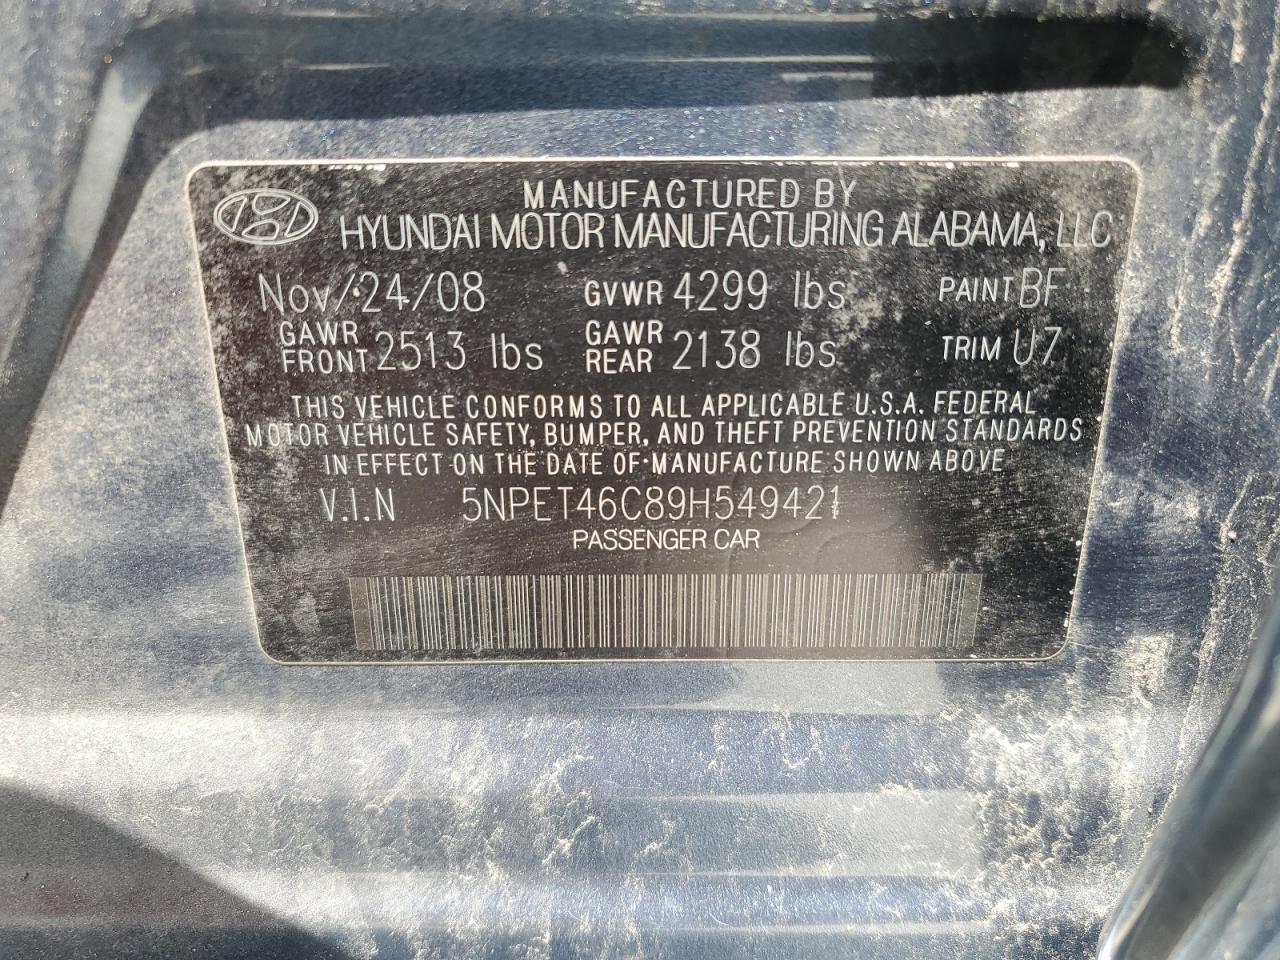 MANUFACTURED BY
HYUNDAI MOTOR MANUFACTURING ALABAMA, LLC
Nov/24/08 GVWR 4299 lbs PAINT BF
GAWR FRONT 2513 lbs GAWR REAR 2138 lbs TRIM U7
THIS VEHICLE CONFORMS TO ALL APPLICABLE U.S.A. FEDERAL
MOTOR VEHICLE SAFETY, BUMPER, AND THEFT PREVENTION STANDARDS
IN EFFECT ON THE DATE OF MANUFACTURE SHOWN ABOVE
V.I.N 5NPET46C89H549421
PASSENGER CAR